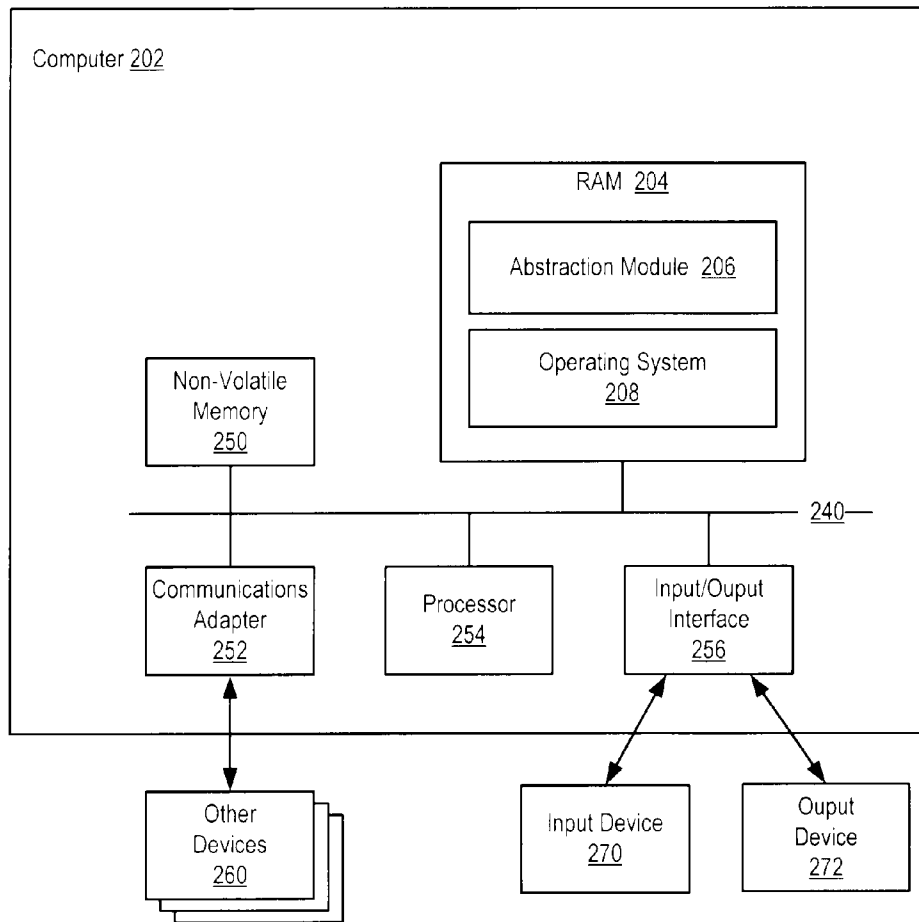 Computer 202
RAM 204
Abstraction Module 206
Operating System
208
Non-Volatile
Memory
250
240
Communications
Adapter
252
Processor
254
Input/Ouput
Interface
256
Other
Devices
260
Input Device
270
Ouput
Device
272